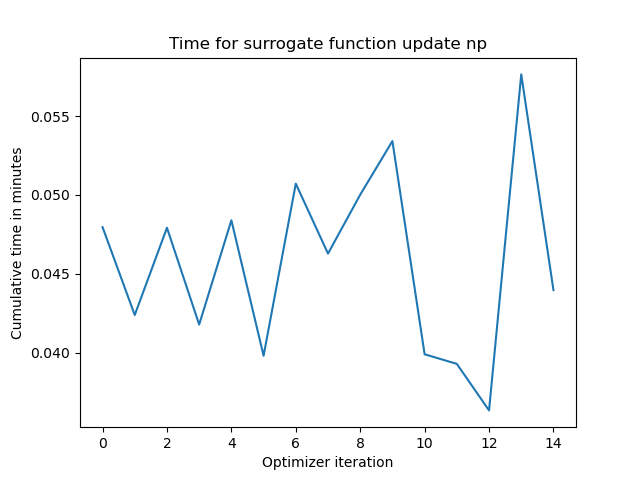 Time for surrogate function update np
Cumulative time in minutes
0.055
0.050
0.045
0.040
0 2 4 6 8 10 12 14
Optimizer iteration